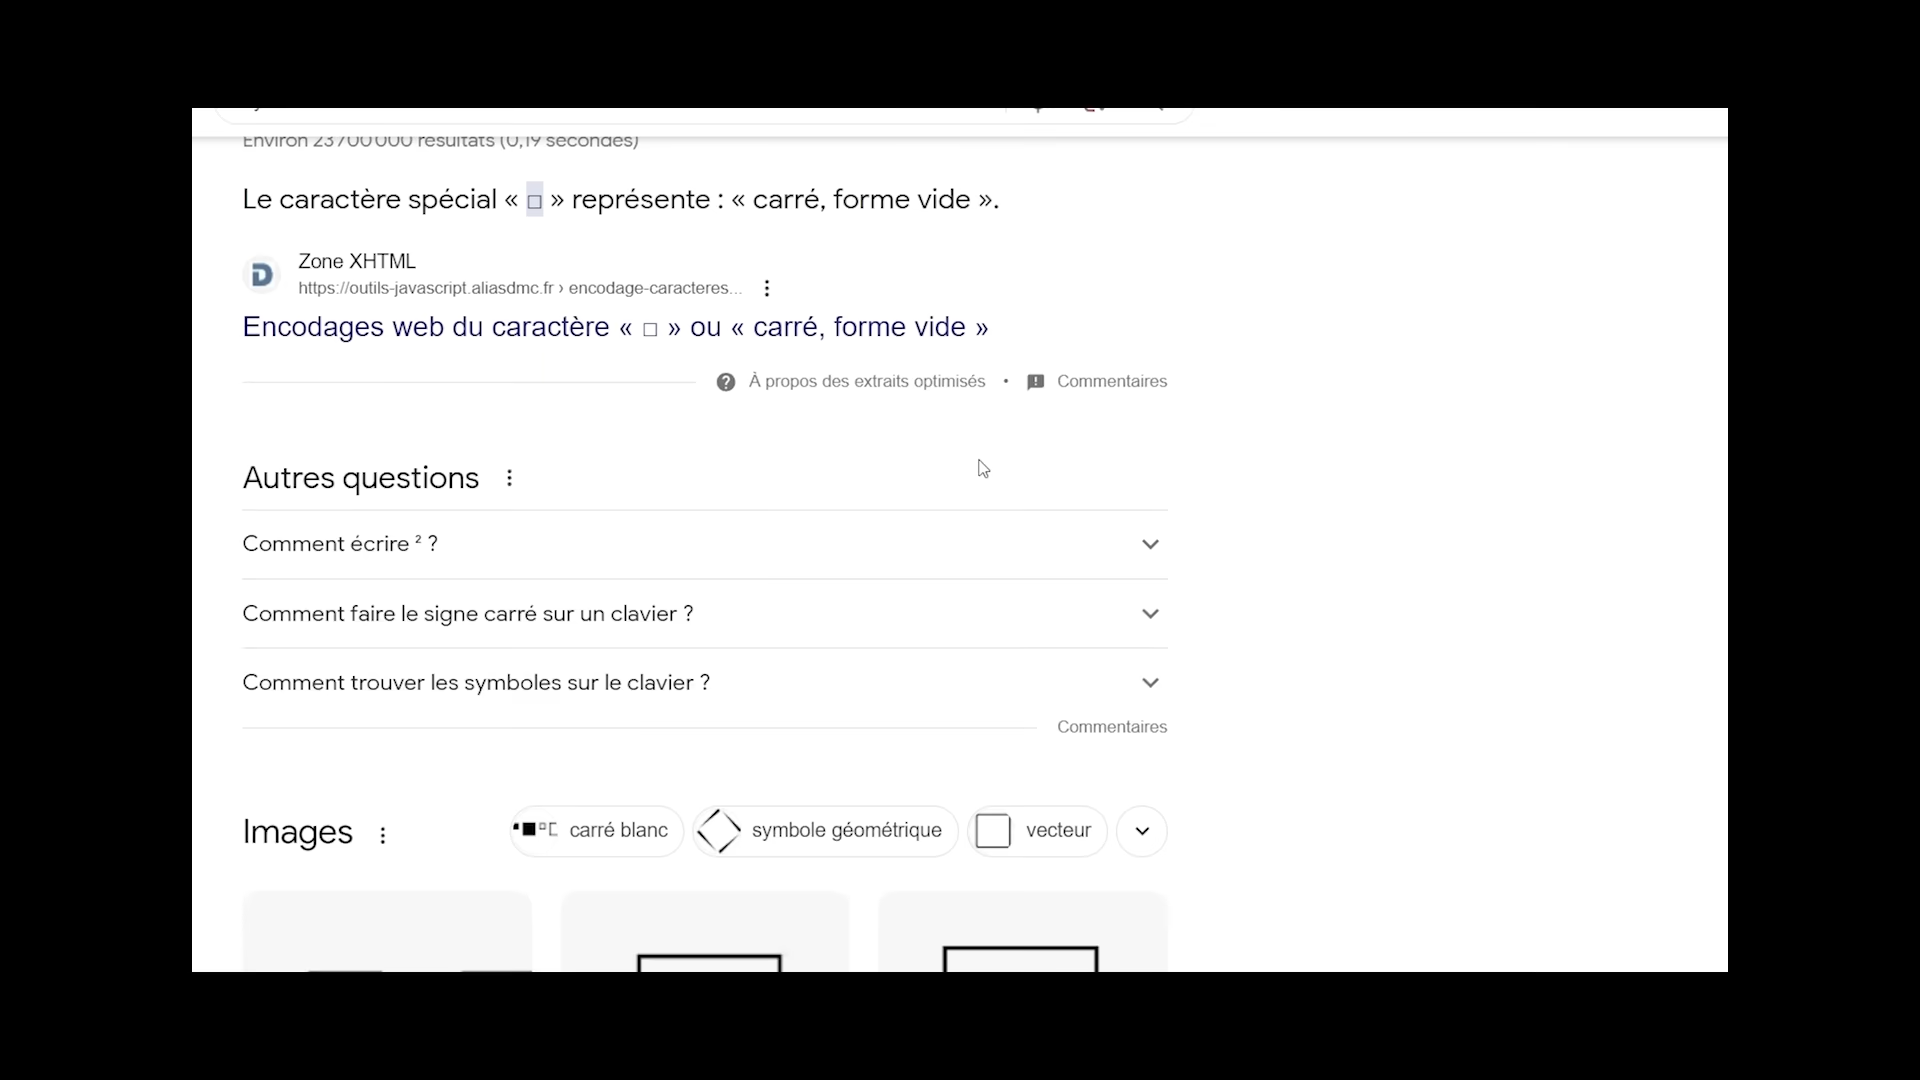 Environ 23 700 000 résultats (0,19 secondes)
Le caractère spécial « □ » représente : « carré, forme vide ».
Zone XHTML
https://outils-javascript.aliasdmc.fr › encodage-caracteres...
Encodages web du caractère « □ » ou « carré, forme vide »
À propos des extraits optimisés • Commentaires
Autres questions
Comment écrire ² ?
Comment faire le signe carré sur un clavier ?
Comment trouver les symboles sur le clavier ?
Commentaires
Images
carré blanc
symbole géométrique
vecteur